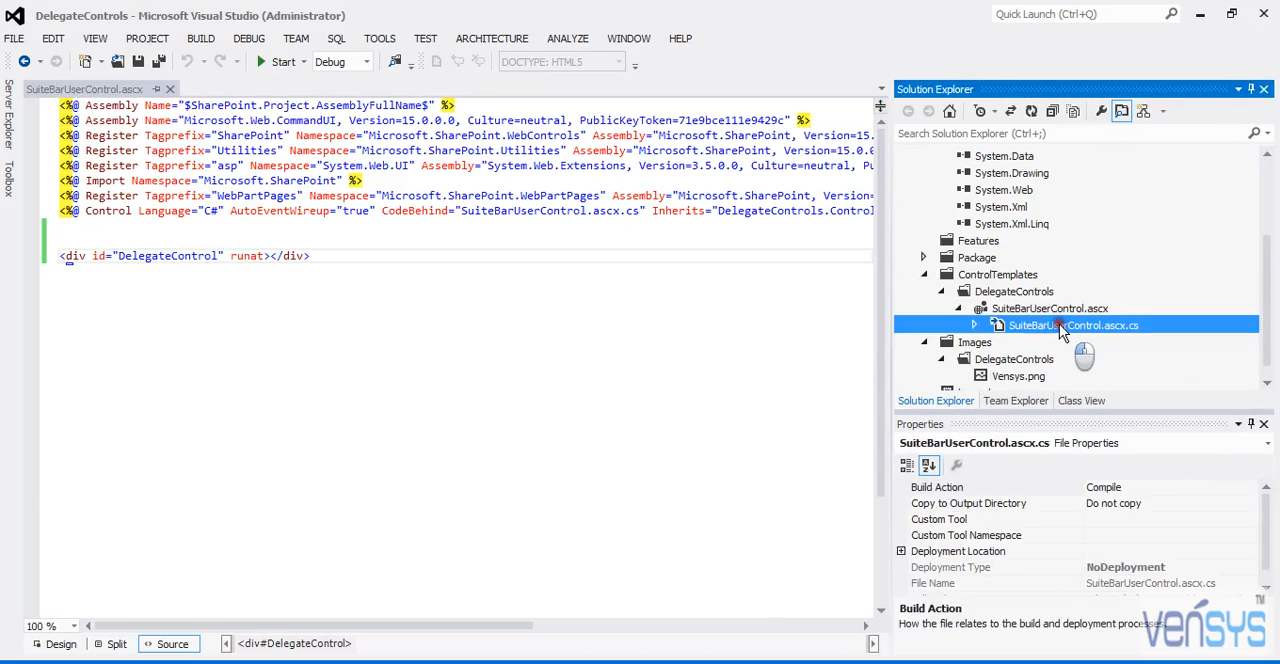 DelegateControls - Microsoft Visual Studio (Administrator)
Quick Launch (Ctrl+Q)
FILE EDIT VIEW PROJECT BUILD DEBUG TEAM SQL TOOLS TEST ARCHITECTURE ANALYZE WINDOW HELP
Start Debug DOCTYPE: HTML5
Server Explorer
Toolbox
SuiteBarUserControl.ascx
<%@ Assembly Name="$SharePoint.Project.AssemblyFullName$" %>
<%@ Assembly Name="Microsoft.Web.CommandUI, Version=15.0.0.0, Culture=neutral, PublicKeyToken=71e9bce111e9429c" %>
<%@ Register Tagprefix="SharePoint" Namespace="Microsoft.SharePoint.WebControls" Assembly="Microsoft.SharePoint, Version=15.
<%@ Register Tagprefix="Utilities" Namespace="Microsoft.SharePoint.Utilities" Assembly="Microsoft.SharePoint, Version=15.0.0
<%@ Register Tagprefix="asp" Namespace="System.Web.UI" Assembly="System.Web.Extensions, Version=3.5.0.0, Culture=neutral, Pu
<%@ Import Namespace="Microsoft.SharePoint" %>
<%@ Register Tagprefix="WebPartPages" Namespace="Microsoft.SharePoint.WebPartPages" Assembly="Microsoft.SharePoint, Version=
<%@ Control Language="C#" AutoEventWireup="true" CodeBehind="SuiteBarUserControl.ascx.cs" Inherits="DelegateControls.Control
<div id="DelegateControl" runat></div>
100 %
Design Split Source <div#DelegateControl>
Solution Explorer
Search Solution Explorer (Ctrl+;)
System.Data
System.Drawing
System.Web
System.Xml
System.Xml.Linq
Features
Package
ControlTemplates
DelegateControls
SuiteBarUserControl.ascx
SuiteBarUserControl.ascx.cs
Images
DelegateControls
Vensys.png
Solution Explorer Team Explorer Class View
Properties
SuiteBarUserControl.ascx.cs File Properties
Build Action Compile
Copy to Output Directory Do not copy
Custom Tool
Custom Tool Namespace
Deployment Location
Deployment Type NoDeployment
File Name SuiteBarUserControl.ascx.cs
Build Action
How the file relates to the build and deployment processes.
vensys TM